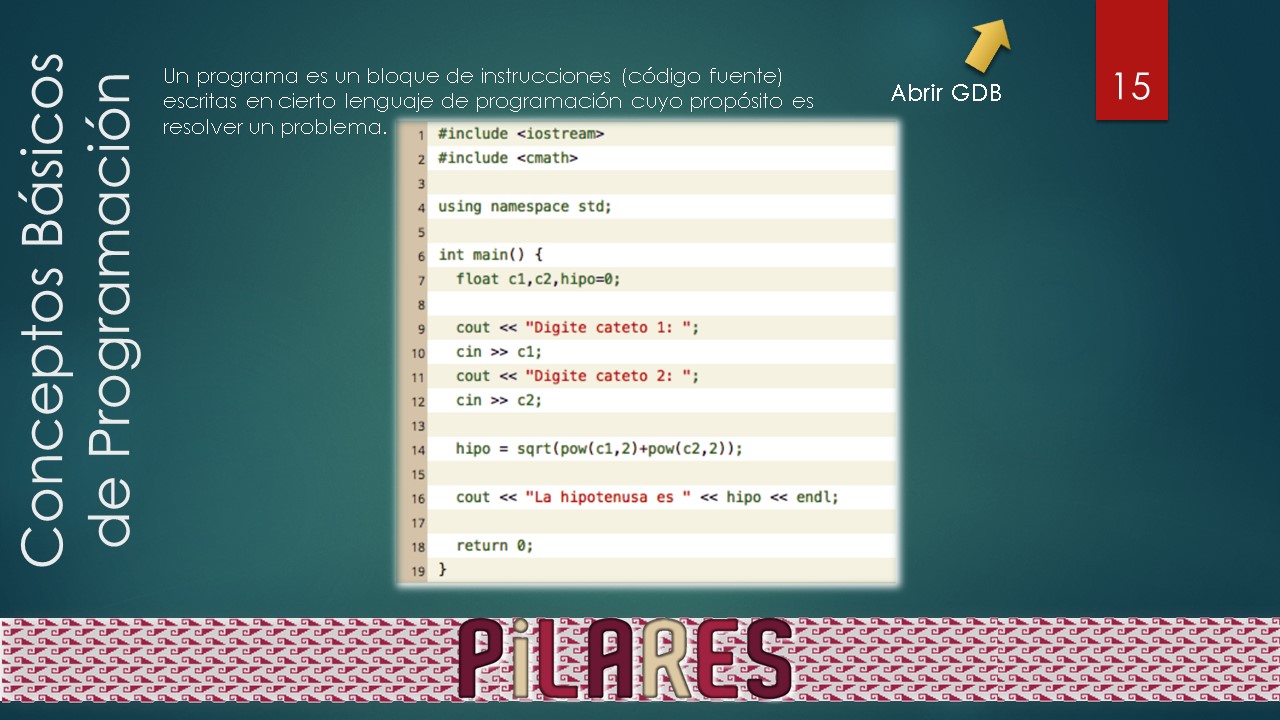 Conceptos Básicos
de Programación
Un programa es un bloque de instrucciones (código fuente)
escritas en cierto lenguaje de programación cuyo propósito es
resolver un problema.
Abrir GDB
15
1 #include <iostream>
2 #include <cmath>
3
4 using namespace std;
5
6 int main() {
7   float c1,c2,hipo=0;
8
9   cout << "Digite cateto 1: ";
10   cin >> c1;
11   cout << "Digite cateto 2: ";
12   cin >> c2;
13
14   hipo = sqrt(pow(c1,2)+pow(c2,2));
15
16   cout << "La hipotenusa es " << hipo << endl;
17
18   return 0;
19 }
PiLARES